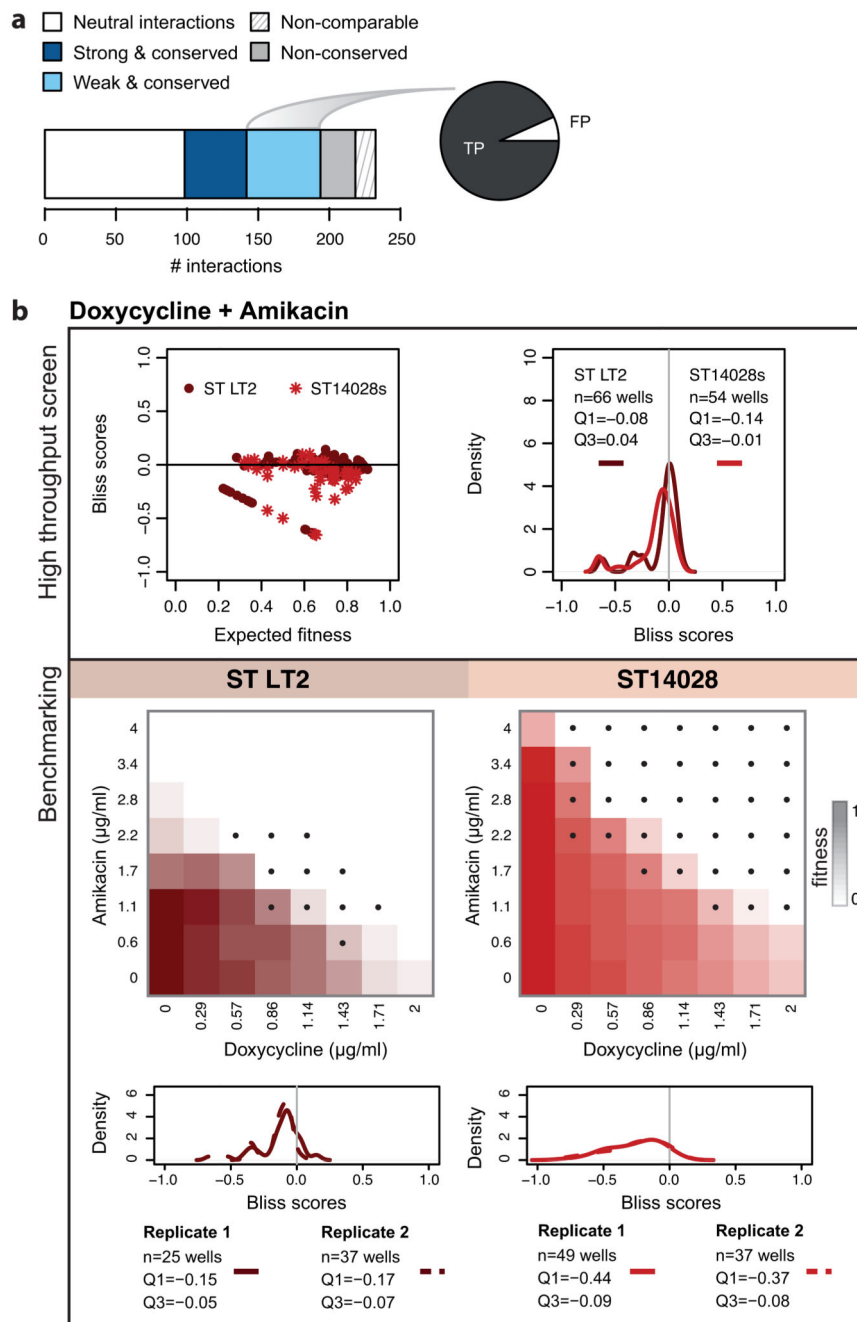 a
Neutral interactions
Non-comparable
Strong & conserved
Non-conserved
Weak & conserved
TP
FP
0 50 100 150 200 250
# interactions
b
Doxycycline + Amikacin
High throughput screen
1.0
0.5
0.0
−0.5
−1.0
Bliss scores
ST LT2
ST14028s
0.0 0.2 0.4 0.6 0.8 1.0
Expected fitness
10
8
6
4
2
0
Density
ST LT2
n=66 wells
Q1=−0.08
Q3=0.04
ST14028s
n=54 wells
Q1=−0.14
Q3=−0.01
−1.0 −0.5 0.0 0.5 1.0
Bliss scores
Benchmarking
ST LT2
ST14028
4
3.4
2.8
2.2
1.7
1.1
0.6
0
Amikacin (µg/ml)
0 0.29 0.57 0.86 1.14 1.43 1.71 2
Doxycycline (µg/ml)
4
3.4
2.8
2.2
1.7
1.1
0.6
0
Amikacin (µg/ml)
0 0.29 0.57 0.86 1.14 1.43 1.71 2
Doxycycline (µg/ml)
fitness
1
0
Density
6
4
2
0
−1.0 −0.5 0.0 0.5 1.0
Bliss scores
Density
6
4
2
0
−1.0 −0.5 0.0 0.5 1.0
Bliss scores
Replicate 1
n=25 wells
Q1=−0.15
Q3=−0.05
Replicate 2
n=37 wells
Q1=−0.17
Q3=−0.07
Replicate 1
n=49 wells
Q1=−0.44
Q3=−0.09
Replicate 2
n=37 wells
Q1=−0.37
Q3=−0.08